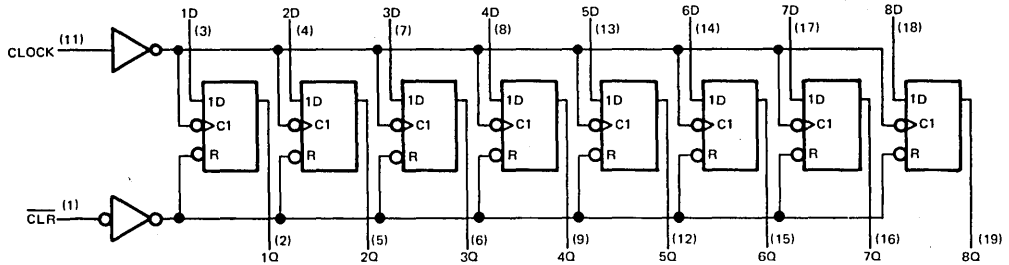 1D 2D 3D 4D 5D 6D 7D 8D
CLOCK (11) (3) (4) (7) (8) (13) (14) (17) (18)
1D 1D 1D 1D 1D 1D 1D 1D
C1 C1 C1 C1 C1 C1 C1 C1
R R R R R R R R
CLR (1)
(2) (5) (6) (9) (12) (15) (16) (19)
1Q 2Q 3Q 4Q 5Q 6Q 7Q 8Q